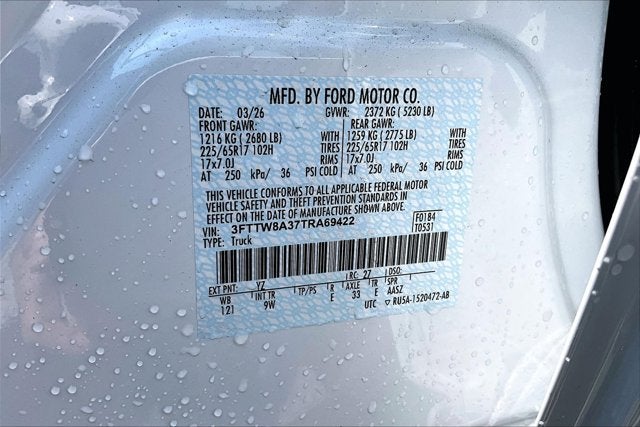 MFD. BY FORD MOTOR CO.
DATE: 03/26 GVWR: 2372 KG ( 5230 LB)
FRONT GAWR: REAR GAWR:
1216 KG ( 2680 LB) WITH 1259 KG ( 2775 LB) WITH
225/65R17 102H TIRES 225/65R17 102H TIRES
17x7.0J RIMS 17x7.0J RIMS
AT 250 kPa/ 36 PSI COLD AT 250 kPa/ 36 PSI COLD
THIS VEHICLE CONFORMS TO ALL APPLICABLE FEDERAL MOTOR
VEHICLE SAFETY AND THEFT PREVENTION STANDARDS IN
EFFECT ON THE DATE OF MANUFACTURE SHOWN ABOVE.
VIN: 3FTTW8A37TRA69422 F0184
TYPE: Truck T0531
EXT PNT: YZ RC: 27 DSO:
WB INT TR TP/PS R AXLE TR SPR
121 9W E 33 E AASZ
UTC ▽ RU5A-1520472-AB